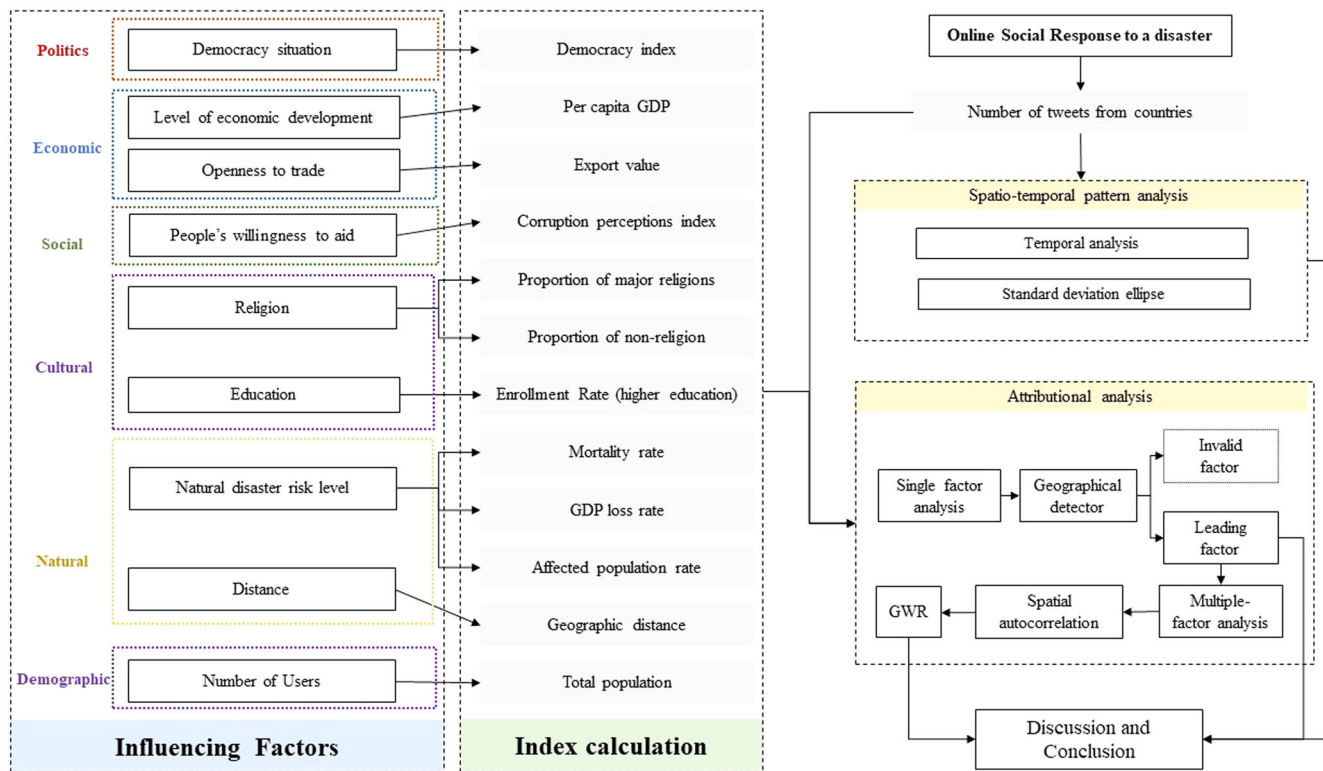 Politics
Democracy situation
Economic
Level of economic development
Openness to trade
Social
People's willingness to aid
Cultural
Religion
Education
Natural
Natural disaster risk level
Distance
Demographic
Number of Users
Influencing Factors
Democracy index
Per capita GDP
Export value
Corruption perceptions index
Proportion of major religions
Proportion of non-religion
Enrollment Rate (higher education)
Mortality rate
GDP loss rate
Affected population rate
Geographic distance
Total population
Index calculation
Online Social Response to a disaster
Number of tweets from countries
Spatio-temporal pattern analysis
Temporal analysis
Standard deviation ellipse
Attributional analysis
Single factor
analysis
Geographical
detector
Invalid
factor
Leading
factor
Multiple-
factor analysis
Spatial
autocorrelation
GWR
Discussion and
Conclusion